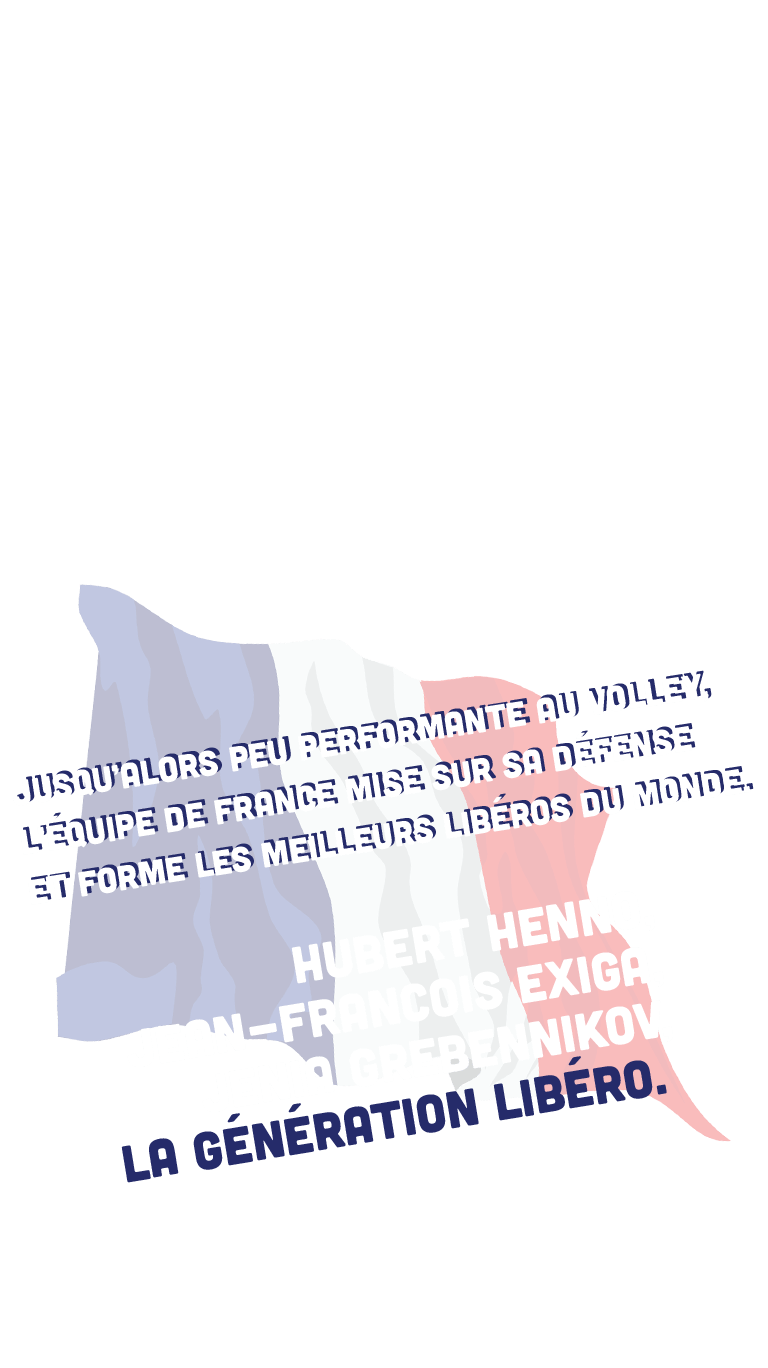 JUSQU'ALORS PEU PERFORMANTE AU VOLLEY,
L'ÉQUIPE DE FRANCE MISE SUR SA DÉFENSE
ET FORME LES MEILLEURS LIBÉROS DU MONDE.
HUBERT
GREBENNIKOV
LA GÉNÉRATION LIBÉRO.